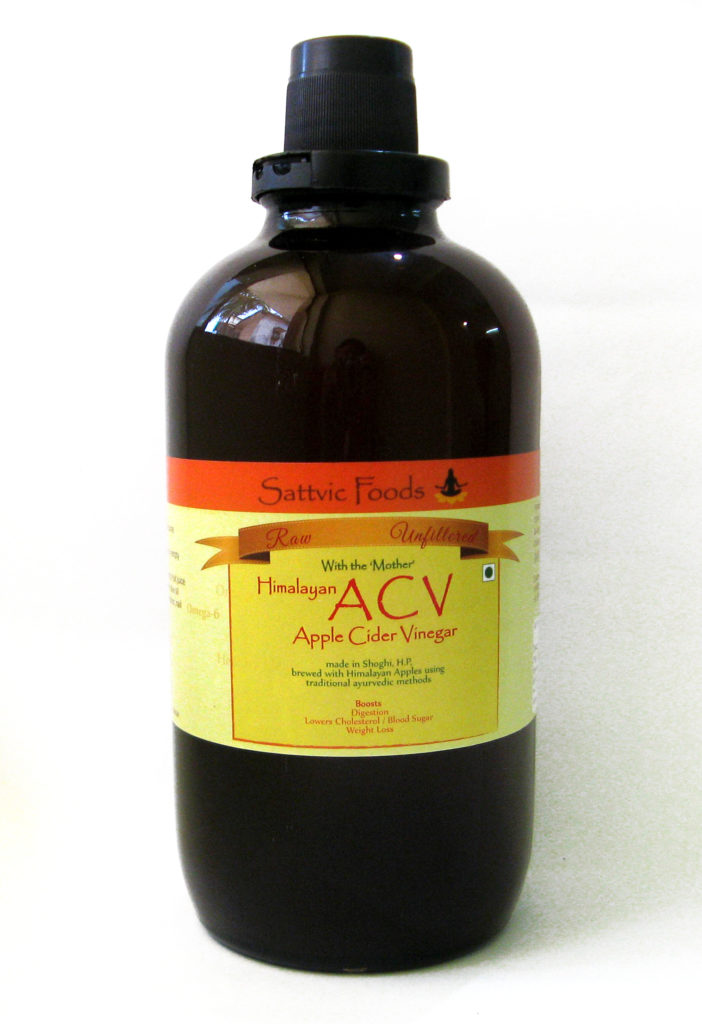 Sattvic Foods
Raw Unfiltered
With the 'Mother'
Himalayan ACV
Apple Cider Vinegar
made in Shoghi, H.P.
brewed with Himalayan Apples using
traditional ayurvedic methods
Boosts
Digestion
Lowers Cholesterol / Blood Sugar
Weight Loss
Omega-6